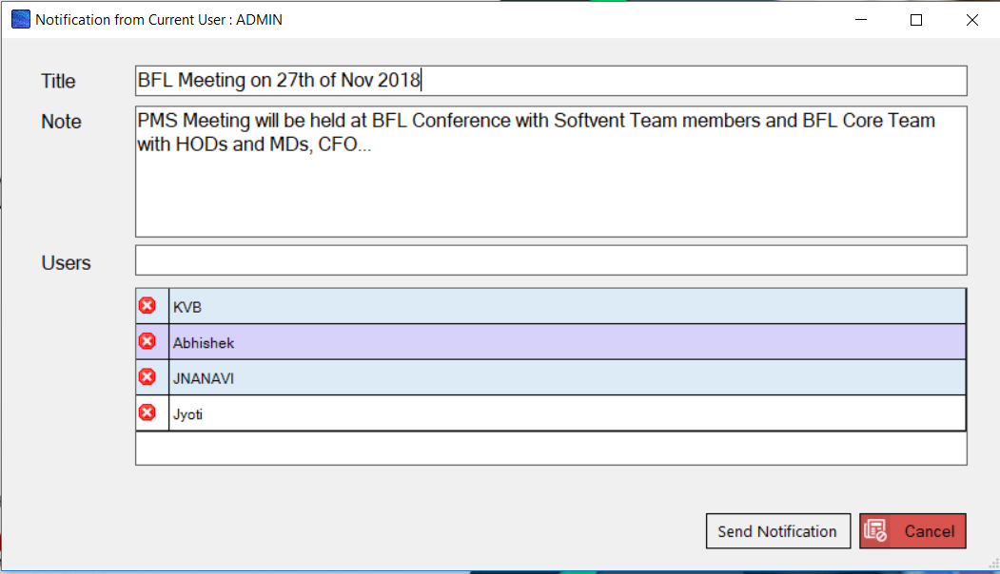 Notification from Current User : ADMIN
Title
BFL Meeting on 27th of Nov 2018
Note
PMS Meeting will be held at BFL Conference with Softvent Team members and BFL Core Team
with HODs and MDs, CFO...
Users
KVB
Abhishek
JNANAVI
Jyoti
Send Notification
Cancel